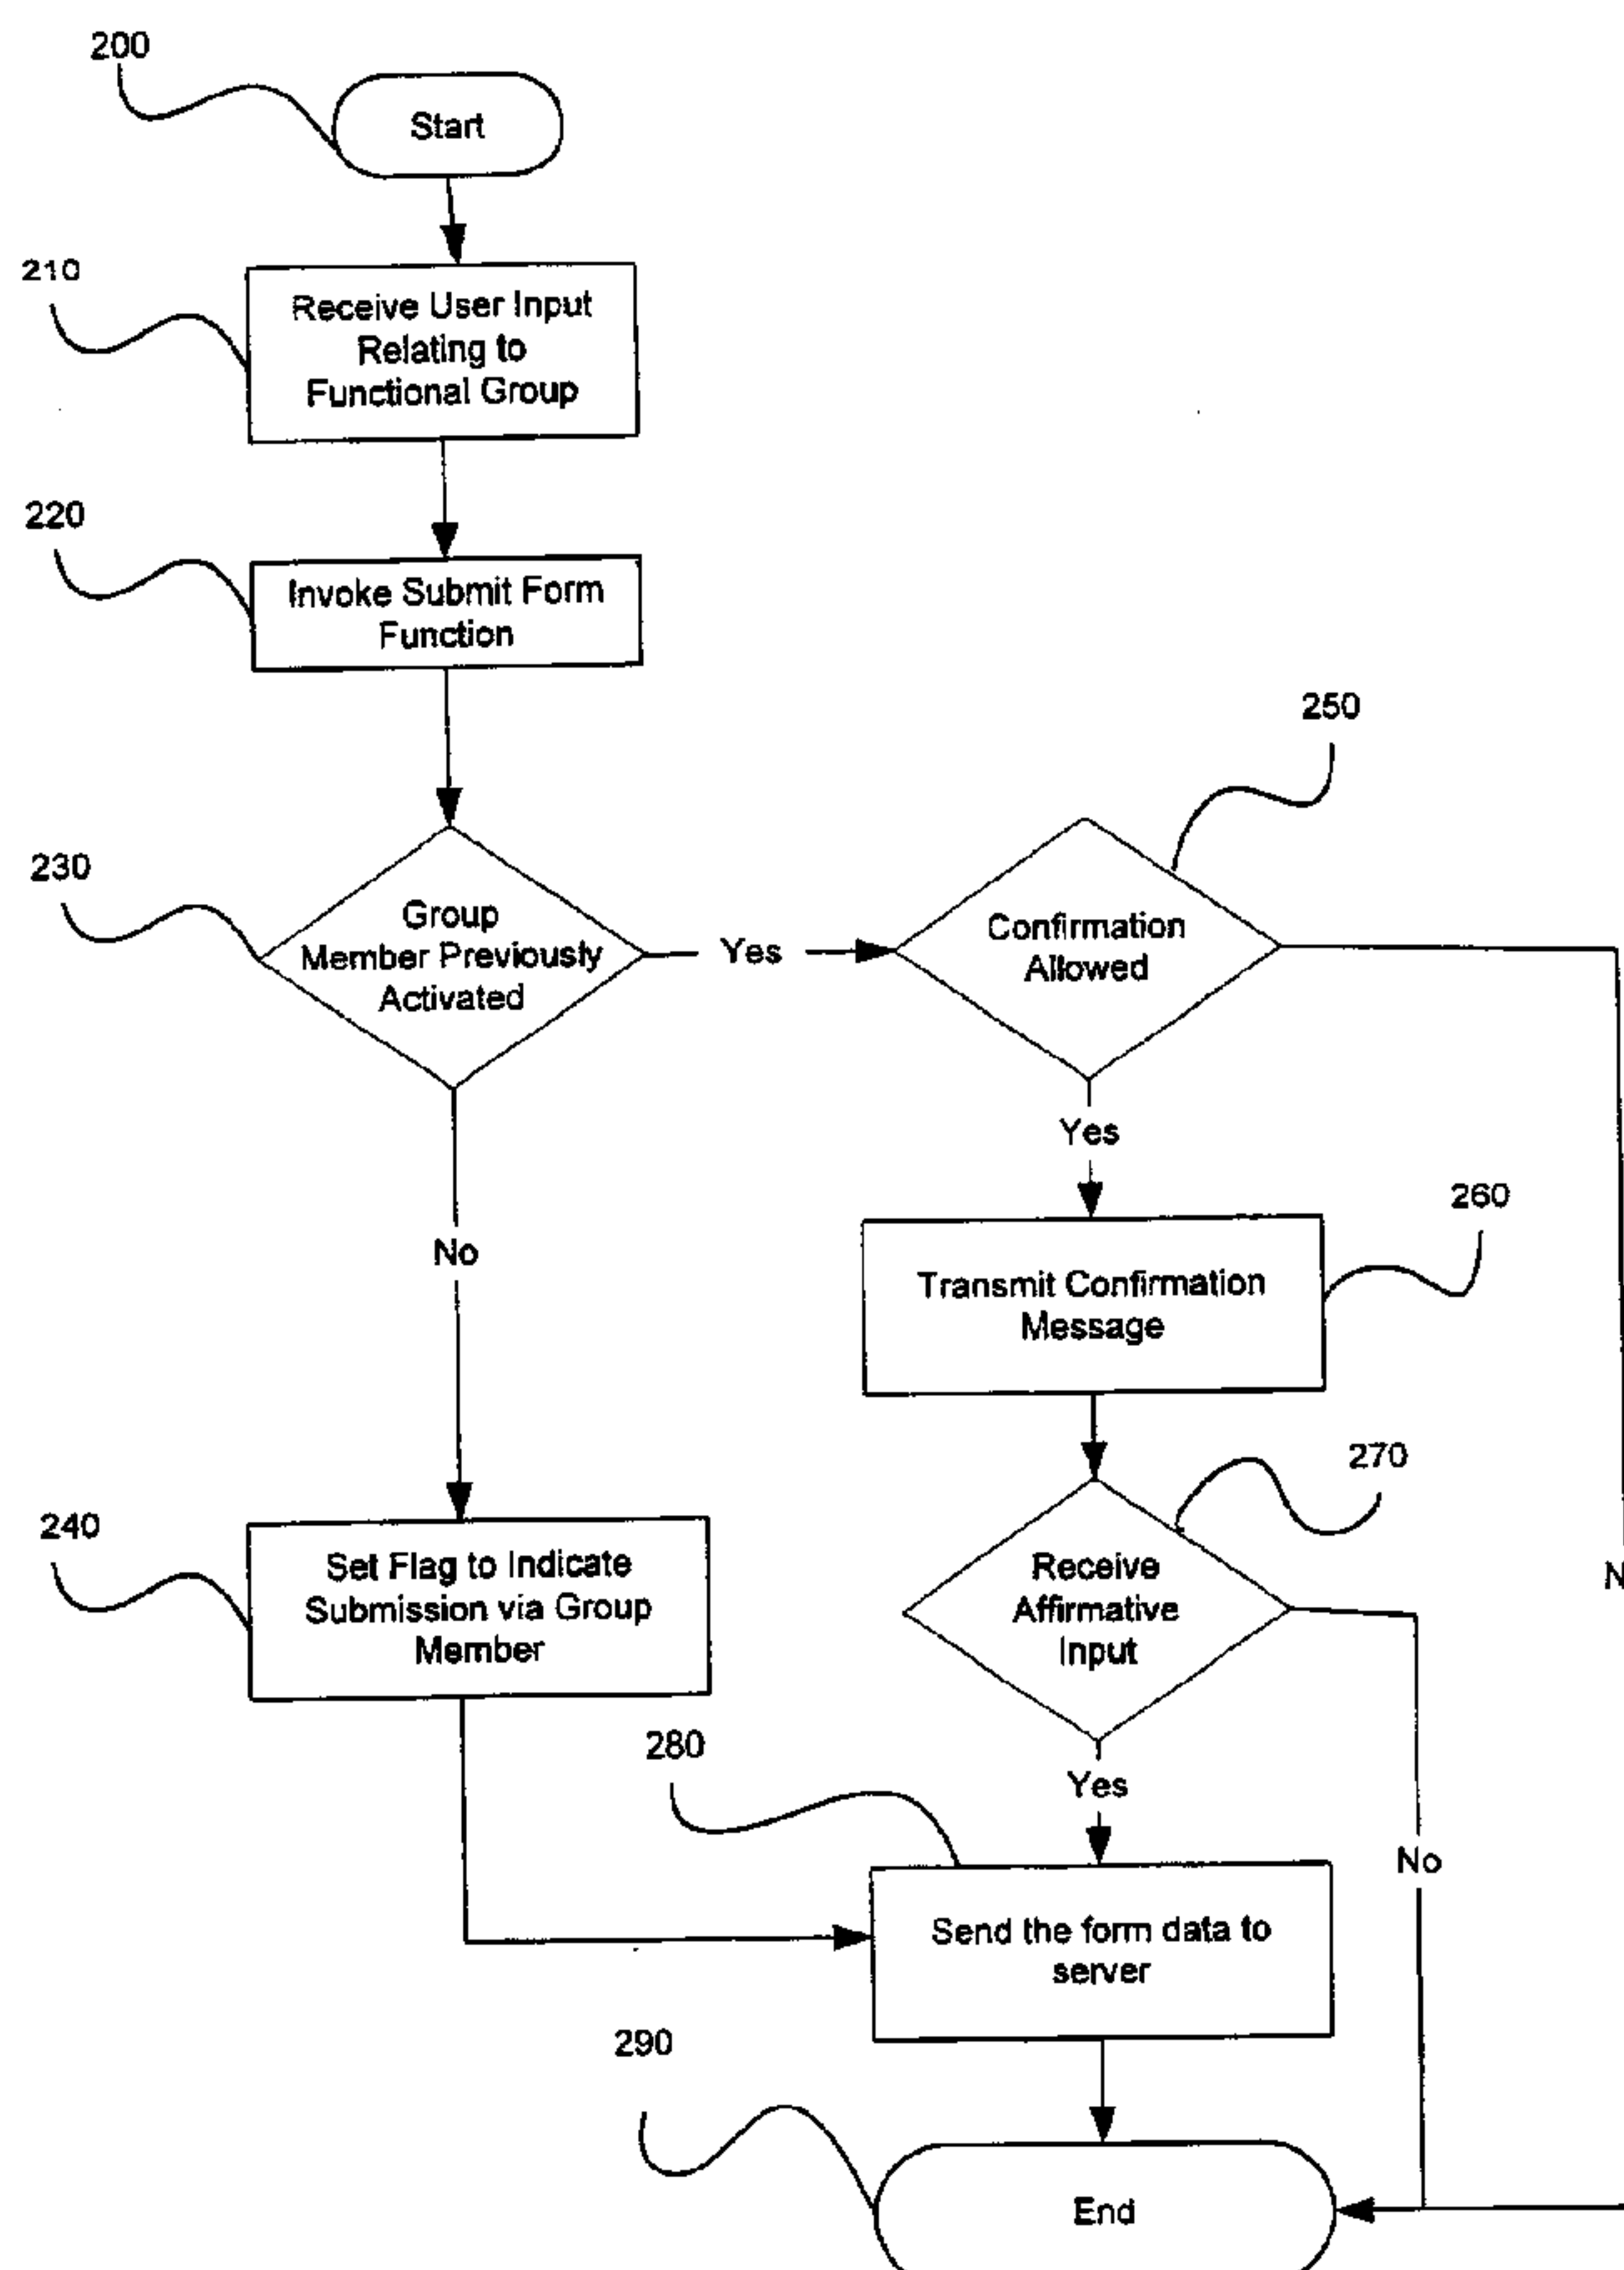 200
Start
210
Receive User Input
Relating to
Functional Group
220
Invoke Submit Form
Function
250
230
Group
Member Previously
Activated
Yes
Confirmation
Allowed
Yes
260
No
Transmit Confirmation
Message
270
240
Set Flag to Indicate
Submission via Group
Member
Receive
Affirmative
Input
280
Yes
No
Send the form data to
server
290
End